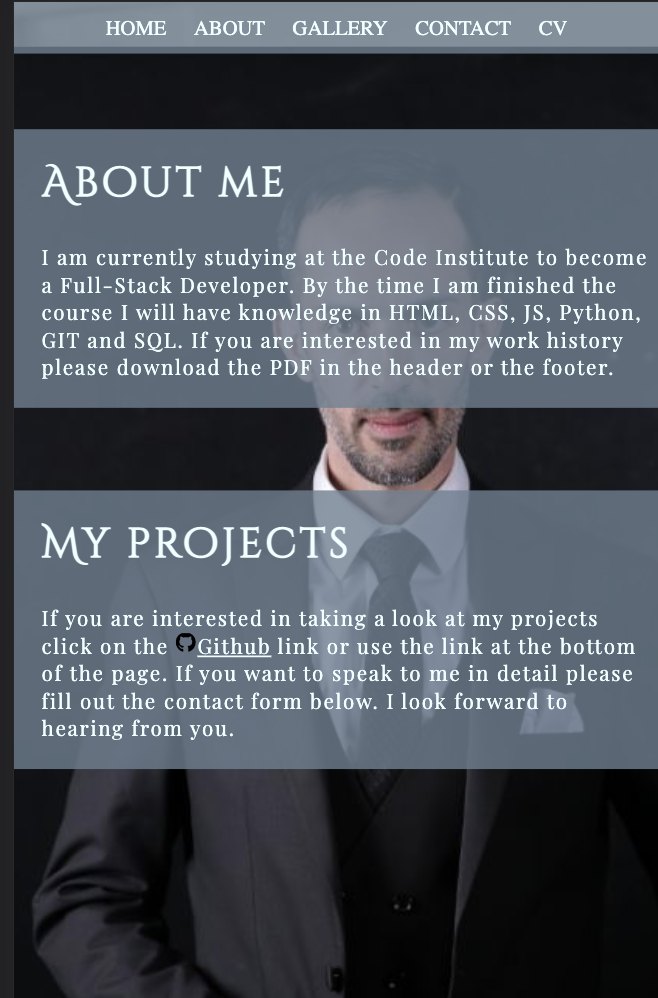 HOME ABOUT GALLERY CONTACT CV
About me
I am currently studying at the Code Institute to become
a Full-Stack Developer. By the time I am finished the
course I will have knowledge in HTML, CSS, JS, Python,
GIT and SQL. If you are interested in my work history
please download the PDF in the header or the footer.
My projects
If you are interested in taking a look at my projects
click on the Github link or use the link at the bottom
of the page. If you want to speak to me in detail please
fill out the contact form below. I look forward to
hearing from you.